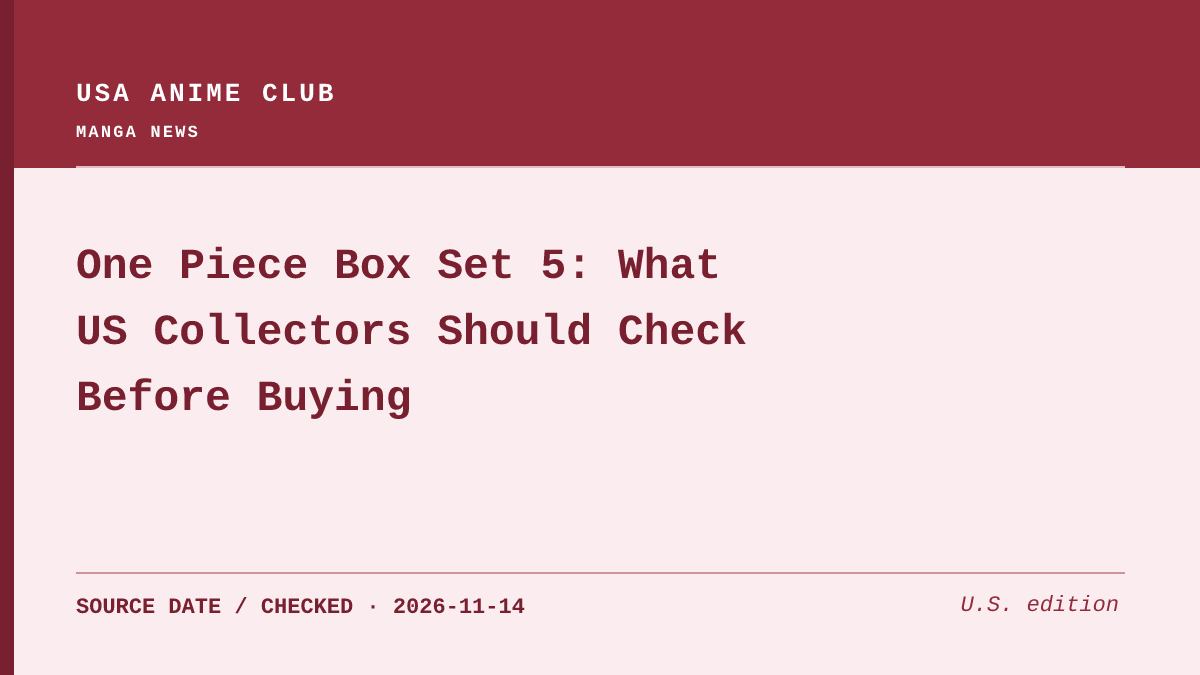 USA ANIME CLUB
MANGA NEWS
One Piece Box Set 5: What
US Collectors Should Check
Before Buying
SOURCE DATE / CHECKED · 2026-11-14
U.S. edition